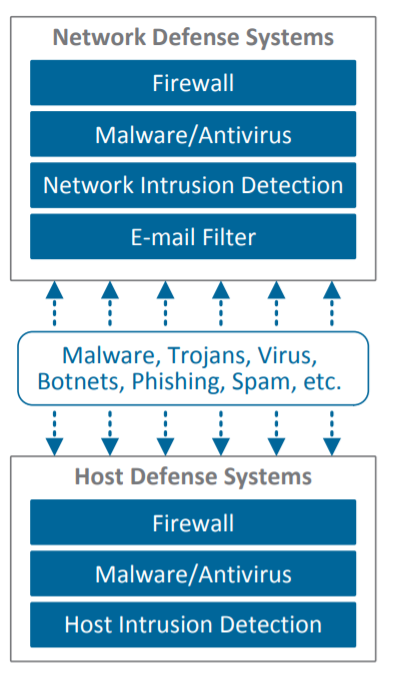 Network Defense Systems
Firewall
Malware/Antivirus
Network Intrusion Detection
E-mail Filter
Malware, Trojans, Virus,
Botnets, Phishing, Spam, etc.
Host Defense Systems
Firewall
Malware/Antivirus
Host Intrusion Detection